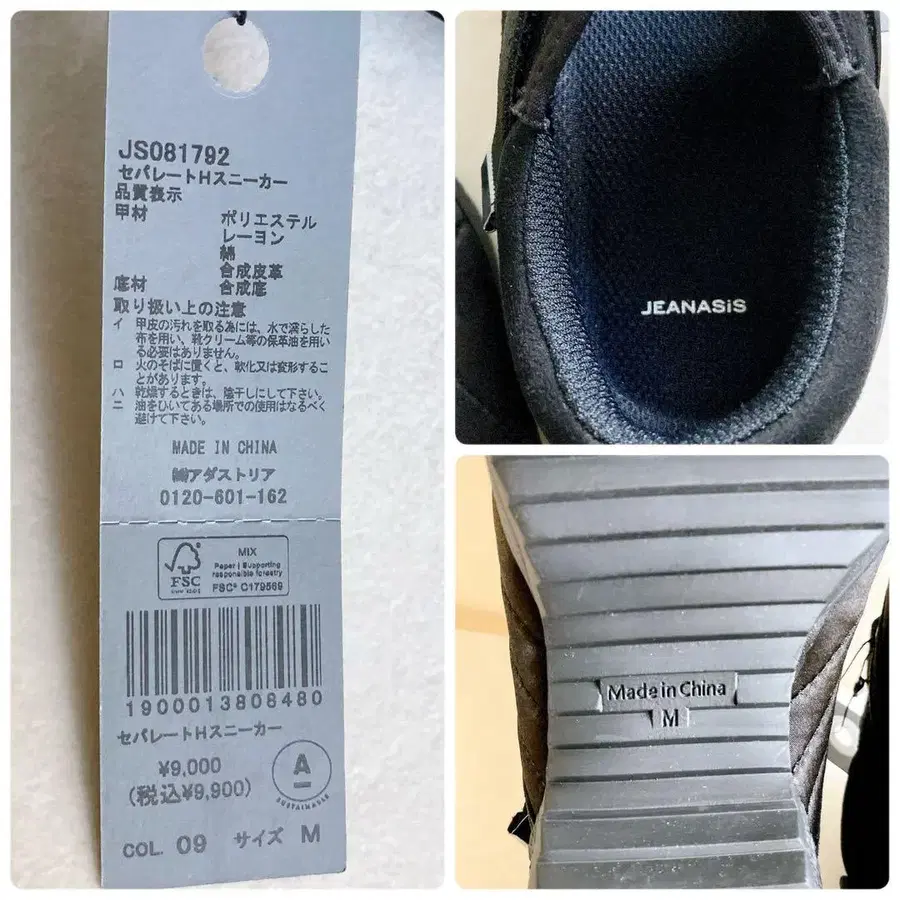 JS081792
セパレートHスニーカー
品質表示
甲材 ポリエステル
レーヨン
綿
合成皮革
底材 合成底
取り扱い上の注意
イ 甲皮の汚れを取る為には、水で濡らした
布を用い、靴クリーム等の保革油を用い
る必要はありません。
ロ 火のそばに置くと、軟化又は変形するこ
とがあります。
ハ 乾燥するときは、陰干しにして下さい。
ニ 油をひいてある場所での使用はなるべく
避けて下さい。
MADE IN CHINA
㈱アダストリア
0120-601-162
FSC
MIX
Paper | Supporting
responsible forestry
FSC® C179569
1900013808480
セパレートHスニーカー
¥9,000
(税込¥9,900)
A
SUSTAINABLE
COL. 09 サイズ M
JEANASiS
Made in China
M